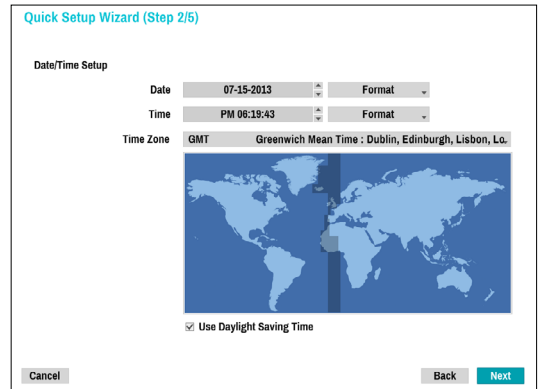 Quick Setup Wizard (Step 2/5)
Date/Time Setup
Date 07-15-2013 Format
Time PM 06:19:43 Format
Time Zone GMT Greenwich Mean Time : Dublin, Edinburgh, Lisbon, Lo
Use Daylight Saving Time
Cancel Back Next